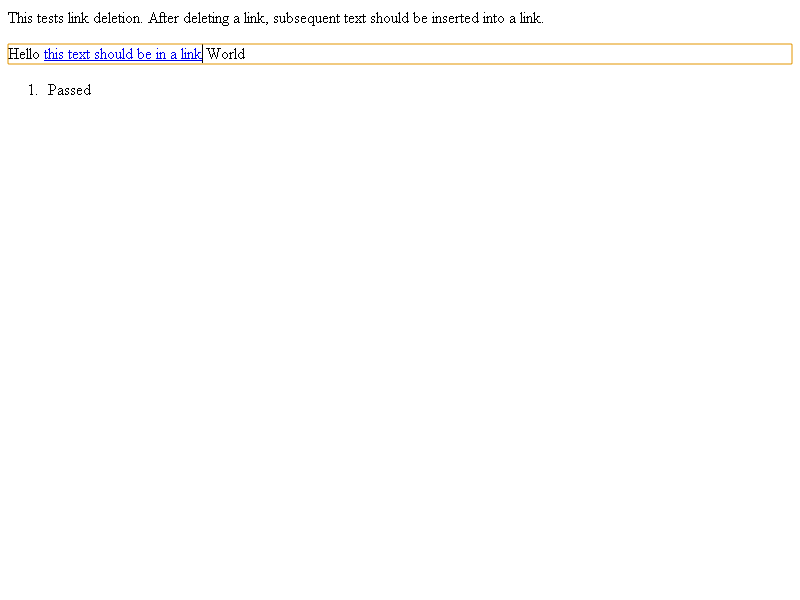 This tests link deletion. After deleting a link, subsequent text should be inserted into a link.
Hello this text should be in a link World
1. Passed